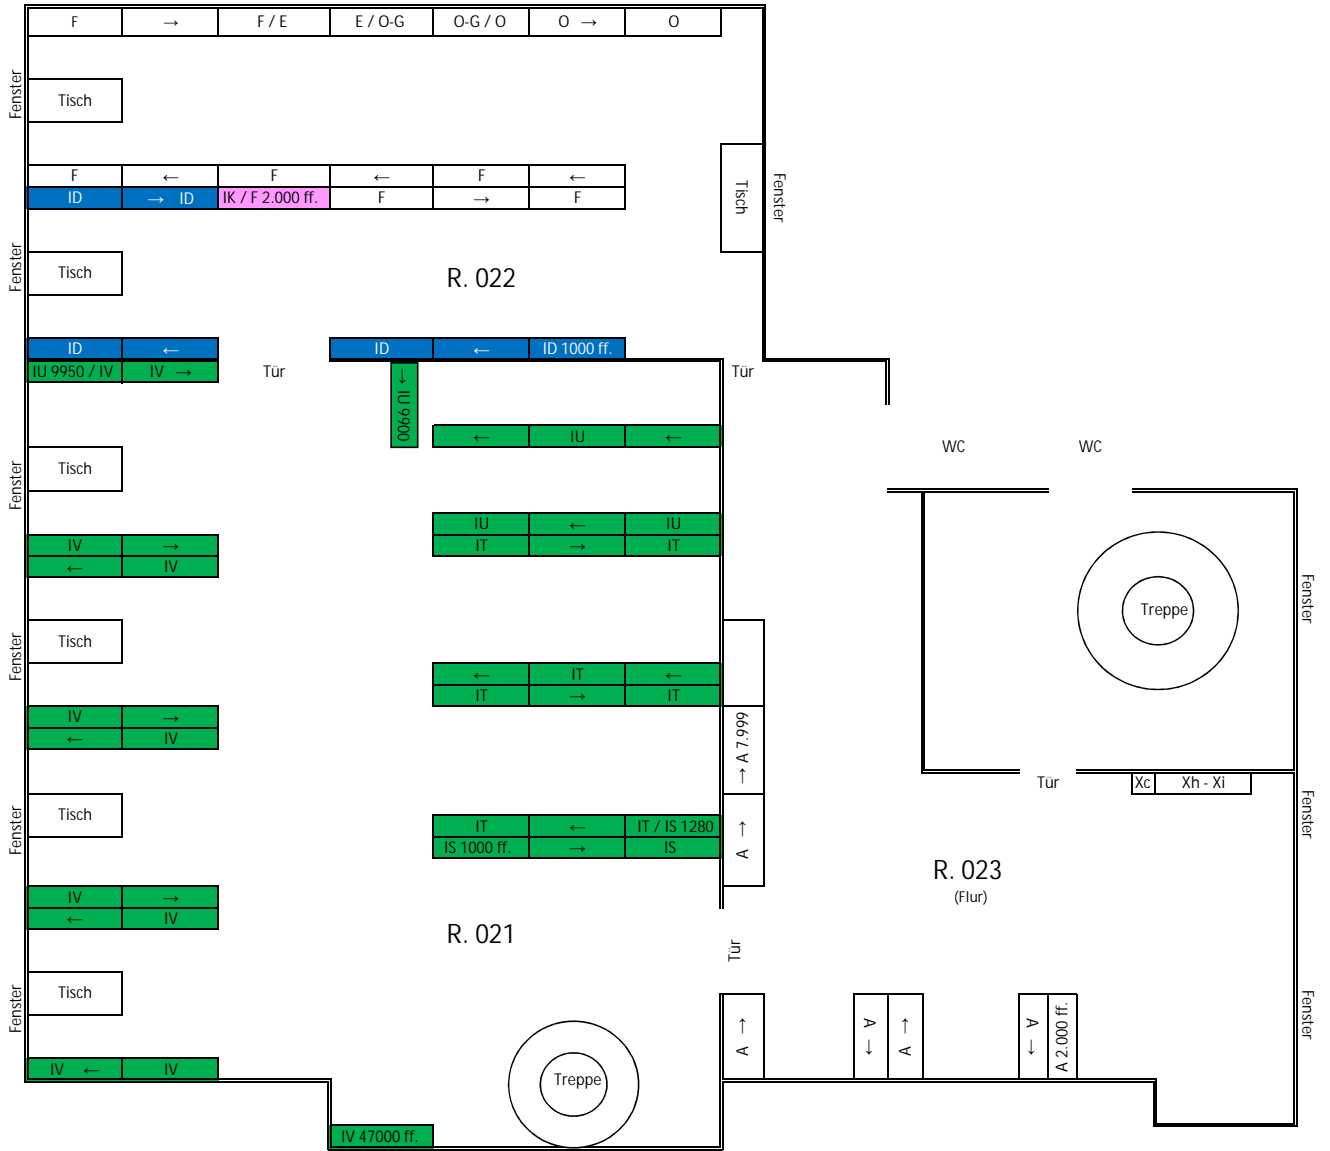 F → F / E E / O-G O-G / O O → O
Fenster
Tisch
F ← F ← F ←
ID → ID IK / F 2.000 ff. F → F
Tisch
Fenster
Fenster
Tisch
R. 022
ID ← ID ← ID 1000 ff.
IU 9950 / IV IV → Tür → IU 9900 Tür
← IU ←
WC WC
Fenster
Tisch
IU ← IU
IV → IT → IT
← IV
Treppe
Fenster
Fenster
Tisch
← IT ←
IT → IT
IV →
← IV
→ A 7.999
Tür
Xc Xh - Xi
Fenster
Fenster
Tisch
IT ← IT / IS 1280
IS 1000 ff. → IS
A →
R. 023
(Flur)
IV →
← IV
R. 021
Tür
Fenster
Tisch
A →
← A
A →
← A
A 2.000 ff.
Fenster
IV ← IV
Treppe
IV 47000 ff.